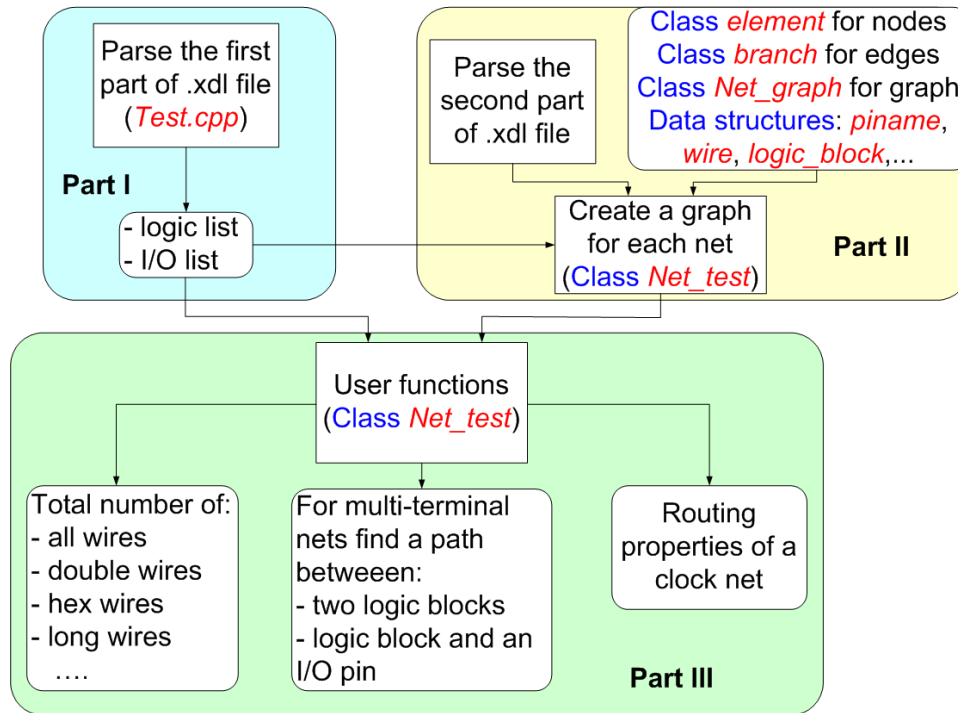 Parse the first
part of .xdl file
(Test.cpp)
Part I
- logic list
- I/O list
Parse the
second part
of .xdl file
Class element for nodes
Class branch for edges
Class Net_graph for graph
Data structures: piname,
wire, logic_block,...
Create a graph
for each net
(Class Net_test)
Part II
User functions
(Class Net_test)
Total number of:
- all wires
- double wires
- hex wires
- long wires
....
For multi-terminal
nets find a path
betweeen:
- two logic blocks
- logic block and an
I/O pin
Routing
properties of a
clock net
Part III